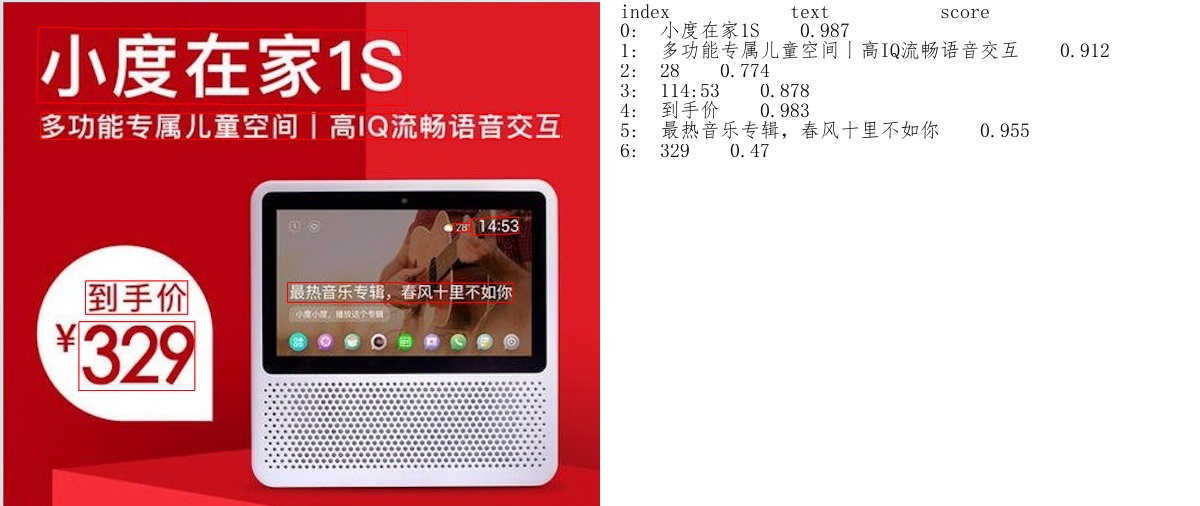 小度在家1S
多功能专属儿童空间丨高IQ流畅语音交互
28° 14:53
最热音乐专辑，春风十里不如你
小度小度，播放这个专辑
到手价
¥329
index text score
0: 小度在家1S 0.987
1: 多功能专属儿童空间丨高IQ流畅语音交互 0.912
2: 28 0.774
3: 114:53 0.878
4: 到手价 0.983
5: 最热音乐专辑，春风十里不如你 0.955
6: 329 0.47